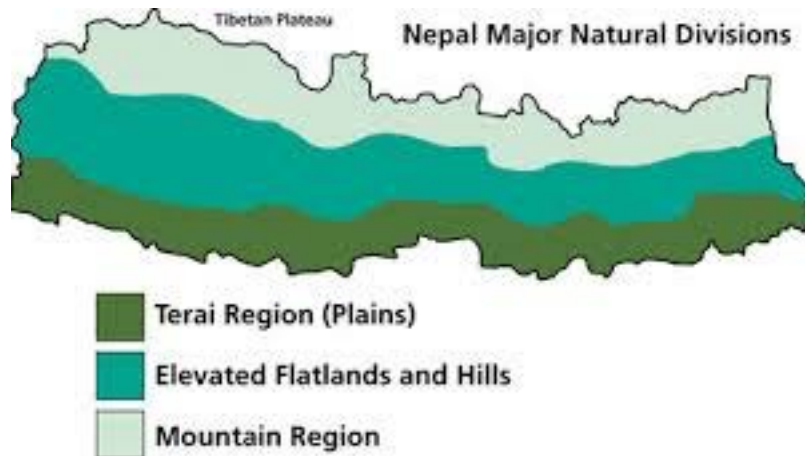 Tibetan Plateau
Nepal Major Natural Divisions
Terai Region (Plains)
Elevated Flatlands and Hills
Mountain Region